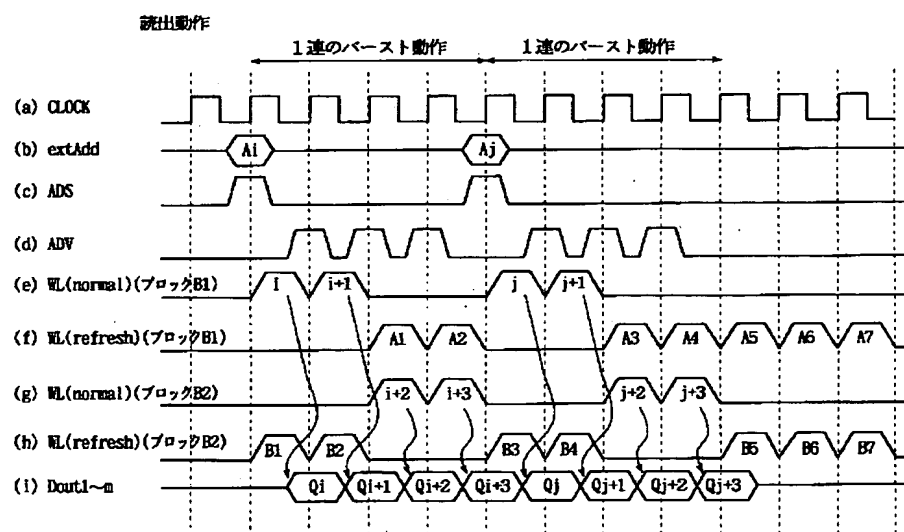 読出動作
1連のバースト動作 1連のバースト動作
(a) CLOCK
(b) extAdd Ai Aj
(c) ADS
(d) ADV
(e) WL(normal)(ブロックB1) I i+1 j j+1
(f) WL(refresh)(ブロックB1) A1 A2 A3 A4 A5 A6 A7
(g) WL(normal)(ブロックB2) i+2 i+3 j+2 j+3
(h) WL(refresh)(ブロックB2) B1 B2 B3 B4 B5 B6 B7
(i) Dout1~m Qi Qi+1 Qi+2 Qi+3 Qj Qj+1 Qj+2 Qj+3